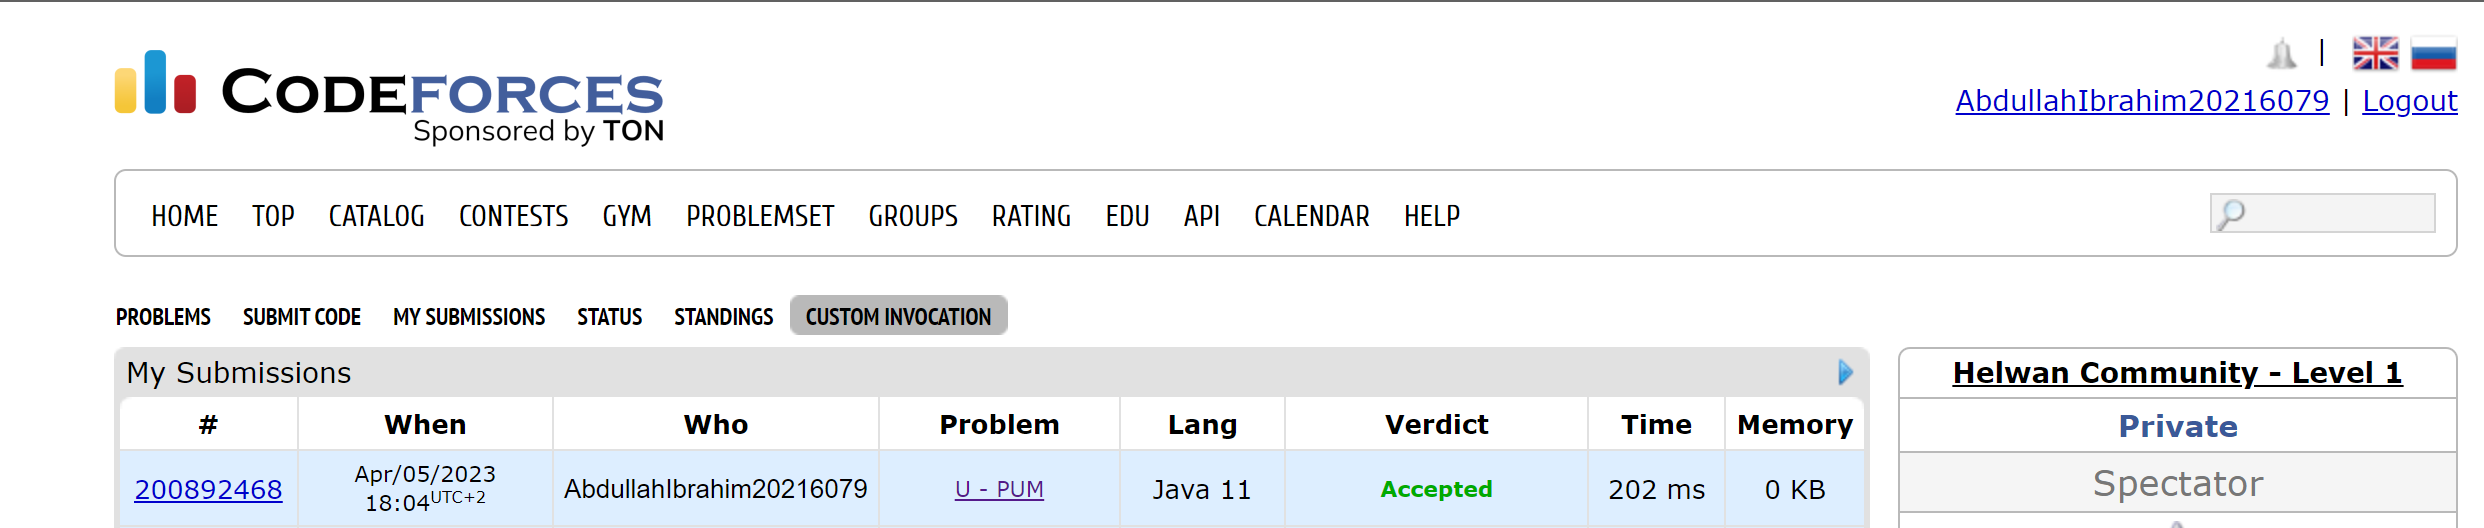 CODEFORCES
Sponsored by TON
|
AbdullahIbrahim20216079 | Logout
HOME TOP CATALOG CONTESTS GYM PROBLEMSET GROUPS RATING EDU API CALENDAR HELP
PROBLEMS SUBMIT CODE MY SUBMISSIONS STATUS STANDINGS CUSTOM INVOCATION
My Submissions
# When Who Problem Lang Verdict Time Memory
200892468 Apr/05/2023 18:04UTC+2 AbdullahIbrahim20216079 U - PUM Java 11 Accepted 202 ms 0 KB
Helwan Community - Level 1
Private
Spectator